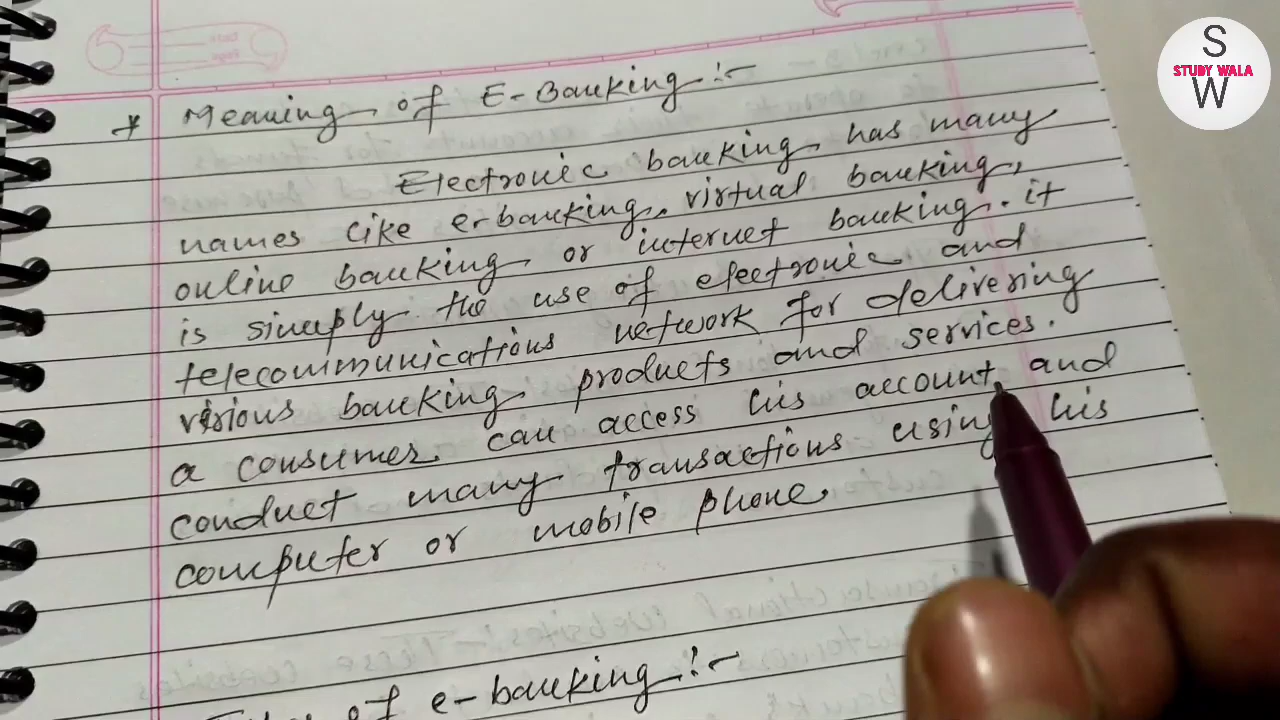 S
STUDY WALA
W
* Meaning of E-Banking :-
Electronic banking has many
names like e-banking, virtual banking,
online banking or internet banking. it
is simply the use of electronic and
telecommunications network for delivering
various banking products and services.
a consumer can access his account and
conduct many transactions using his
computer or mobile phone.
of e-banking :-